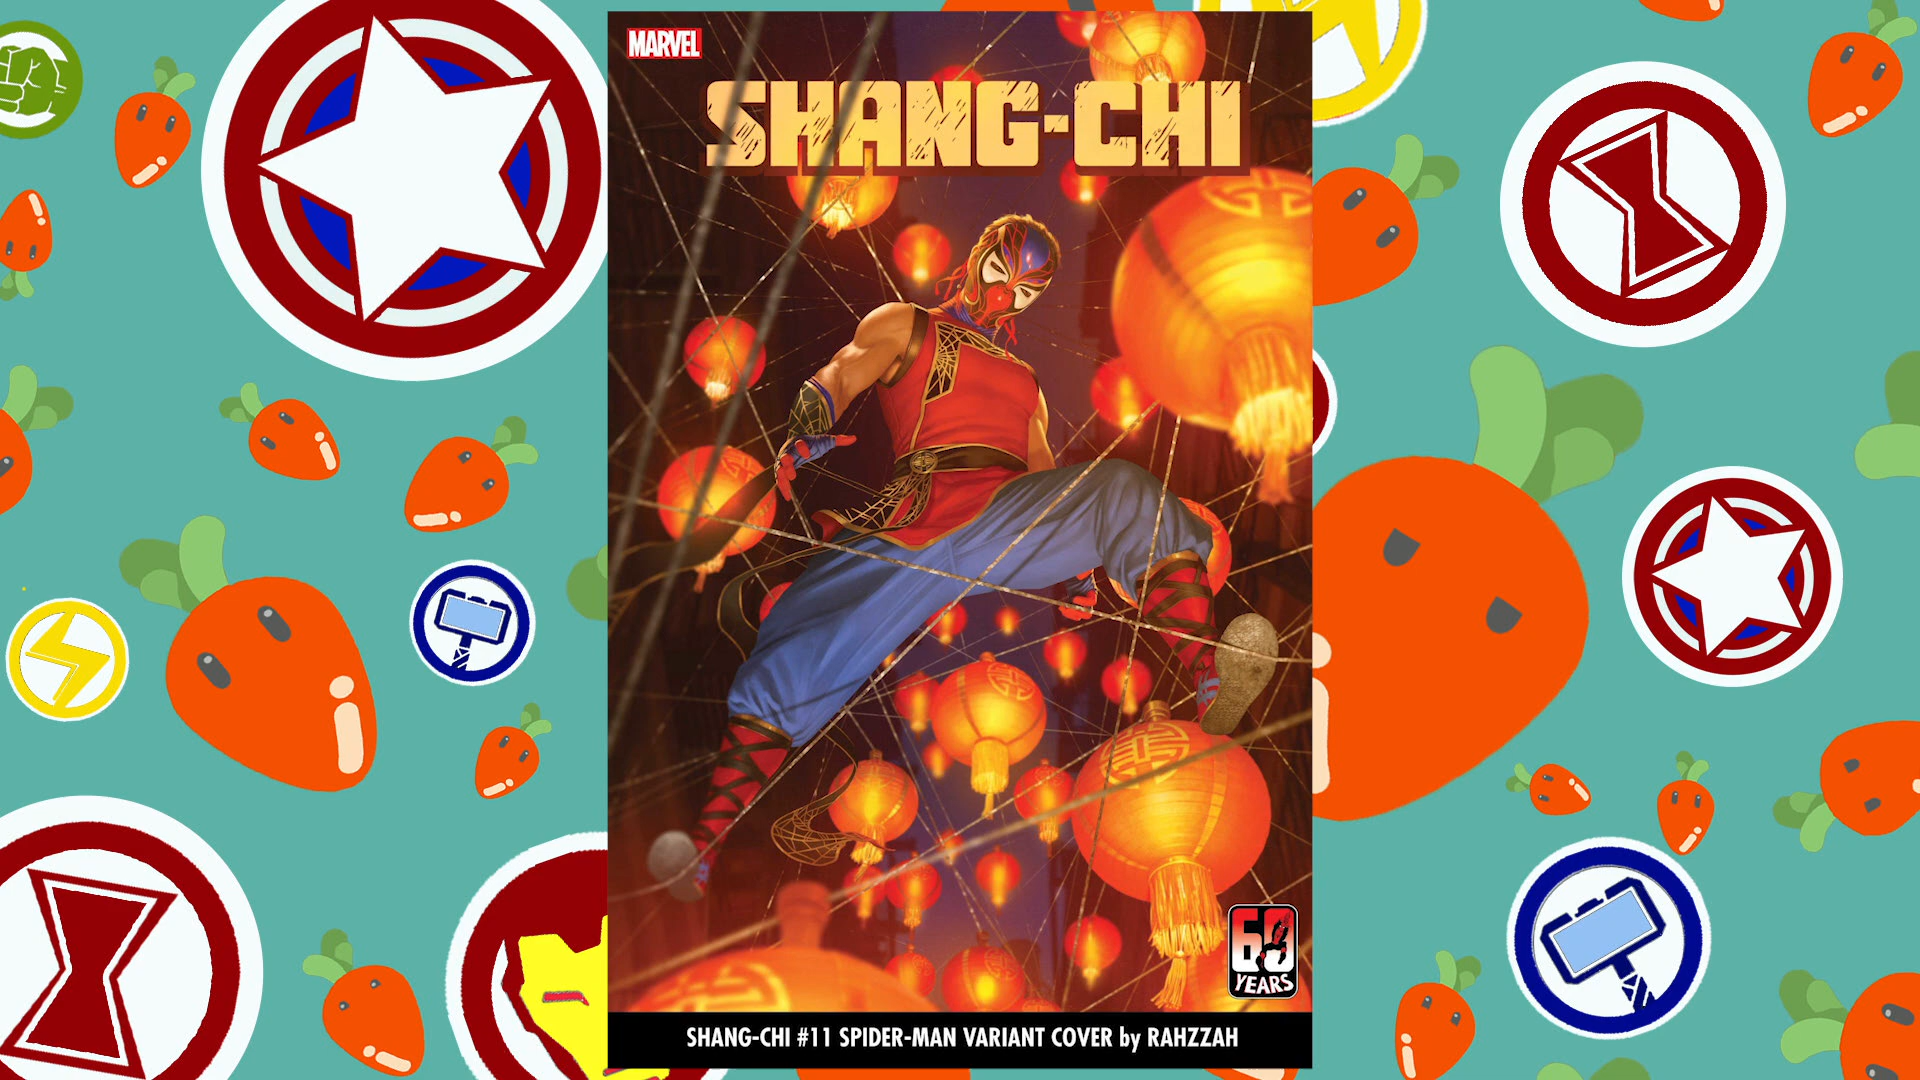 MARVEL
SHANG-CHI
60
YEARS
SHANG-CHI #11 SPIDER-MAN VARIANT COVER by RAHZZAH